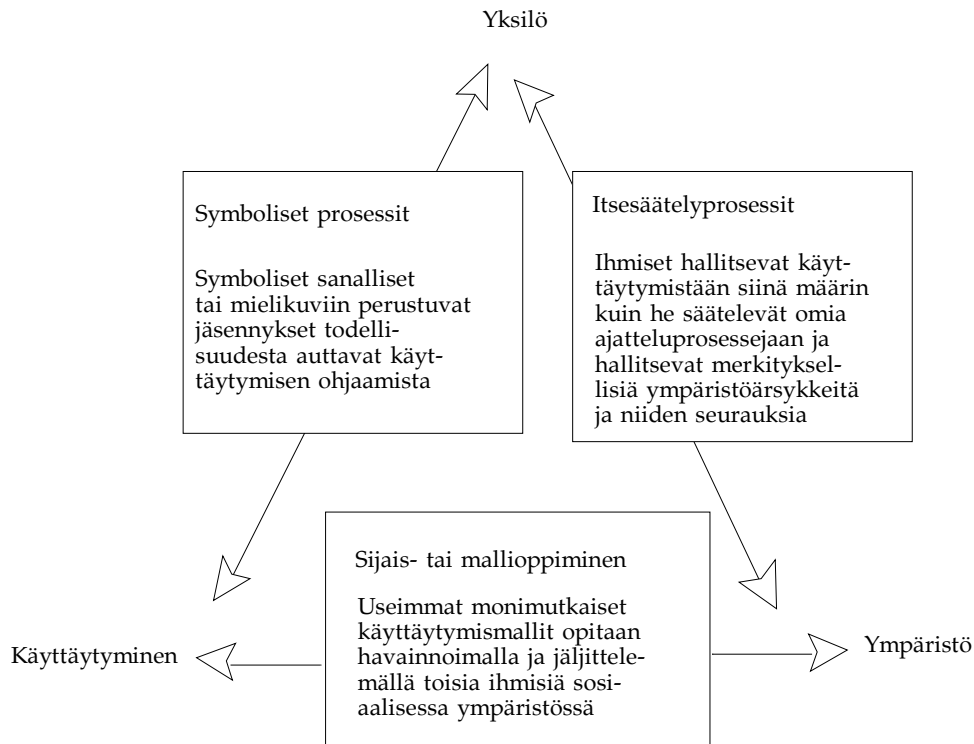 Yksilö
Symboliset prosessit
Symboliset sanalliset
tai mielikuviin perustuvat
jäsennykset todelli-
suudesta auttavat käyt-
täytymisen ohjaamista
Itsesäätelyprosessit
Ihmiset hallitsevat käyt-
täytymistään siinä määrin
kuin he säätelevät omia
ajatteluprosessejaan ja
hallitsevat merkityksel-
lisiä ympäristöärsykkeitä
ja niiden seurauksia
Sijais- tai mallioppiminen
Useimmat monimutkaiset
käyttäytymismallit opitaan
havainnoimalla ja jäljittele-
mällä toisia ihmisiä sosi-
aalisessa ympäristössä
Käyttäytyminen
Ympäristö